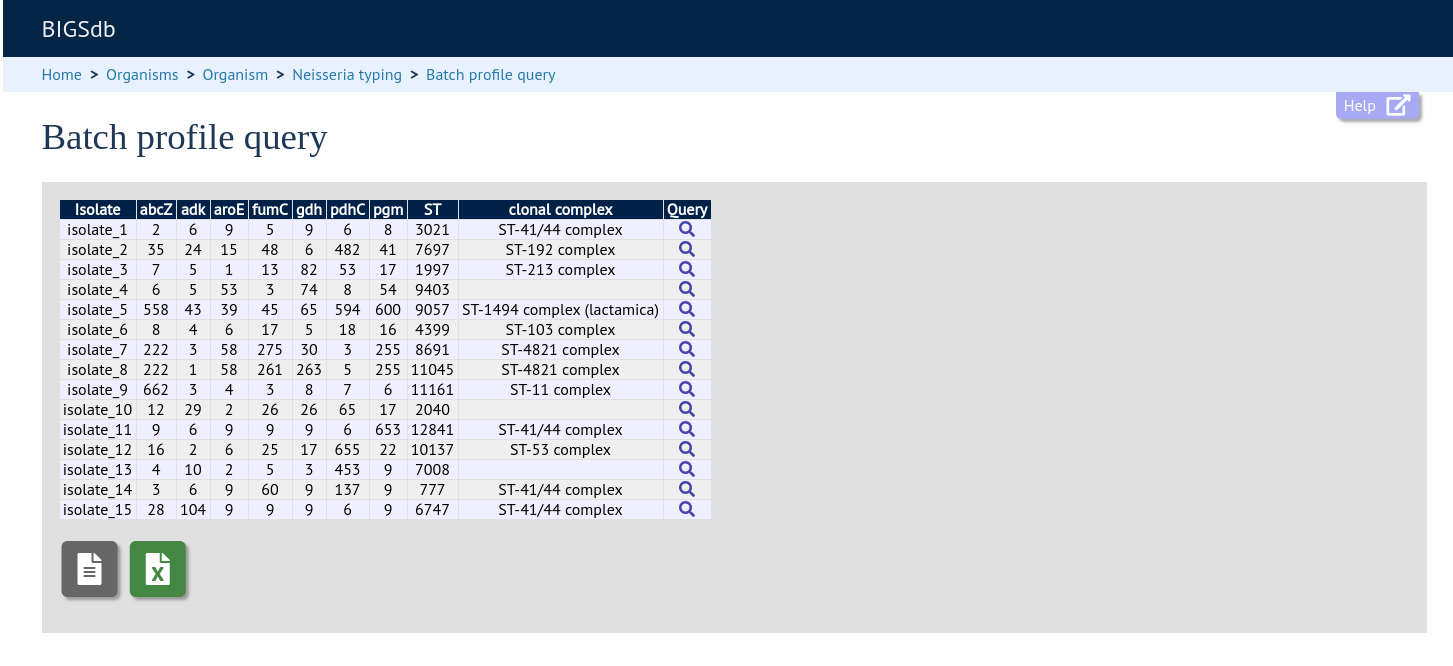 BIGSdb
Home > Organisms > Organism > Neisseria typing > Batch profile query
Help
Batch profile query
Isolate abcZ adk aroE fumC gdh pdhC pgm ST clonal complex Query
isolate_1 2 6 9 5 9 6 8 3021 ST-41/44 complex
isolate_2 35 24 15 48 6 482 41 7697 ST-192 complex
isolate_3 7 5 1 13 82 53 17 1997 ST-213 complex
isolate_4 6 5 53 3 74 8 54 9403
isolate_5 558 43 39 45 65 594 600 9057 ST-1494 complex (lactamica)
isolate_6 8 4 6 17 5 18 16 4399 ST-103 complex
isolate_7 222 3 58 275 30 3 255 8691 ST-4821 complex
isolate_8 222 1 58 261 263 5 255 11045 ST-4821 complex
isolate_9 662 3 4 3 8 7 6 11161 ST-11 complex
isolate_10 12 29 2 26 26 65 17 2040
isolate_11 9 6 9 9 9 6 653 12841 ST-41/44 complex
isolate_12 16 2 6 25 17 655 22 10137 ST-53 complex
isolate_13 4 10 2 5 3 453 9 7008
isolate_14 3 6 9 60 9 137 9 777 ST-41/44 complex
isolate_15 28 104 9 9 9 6 9 6747 ST-41/44 complex